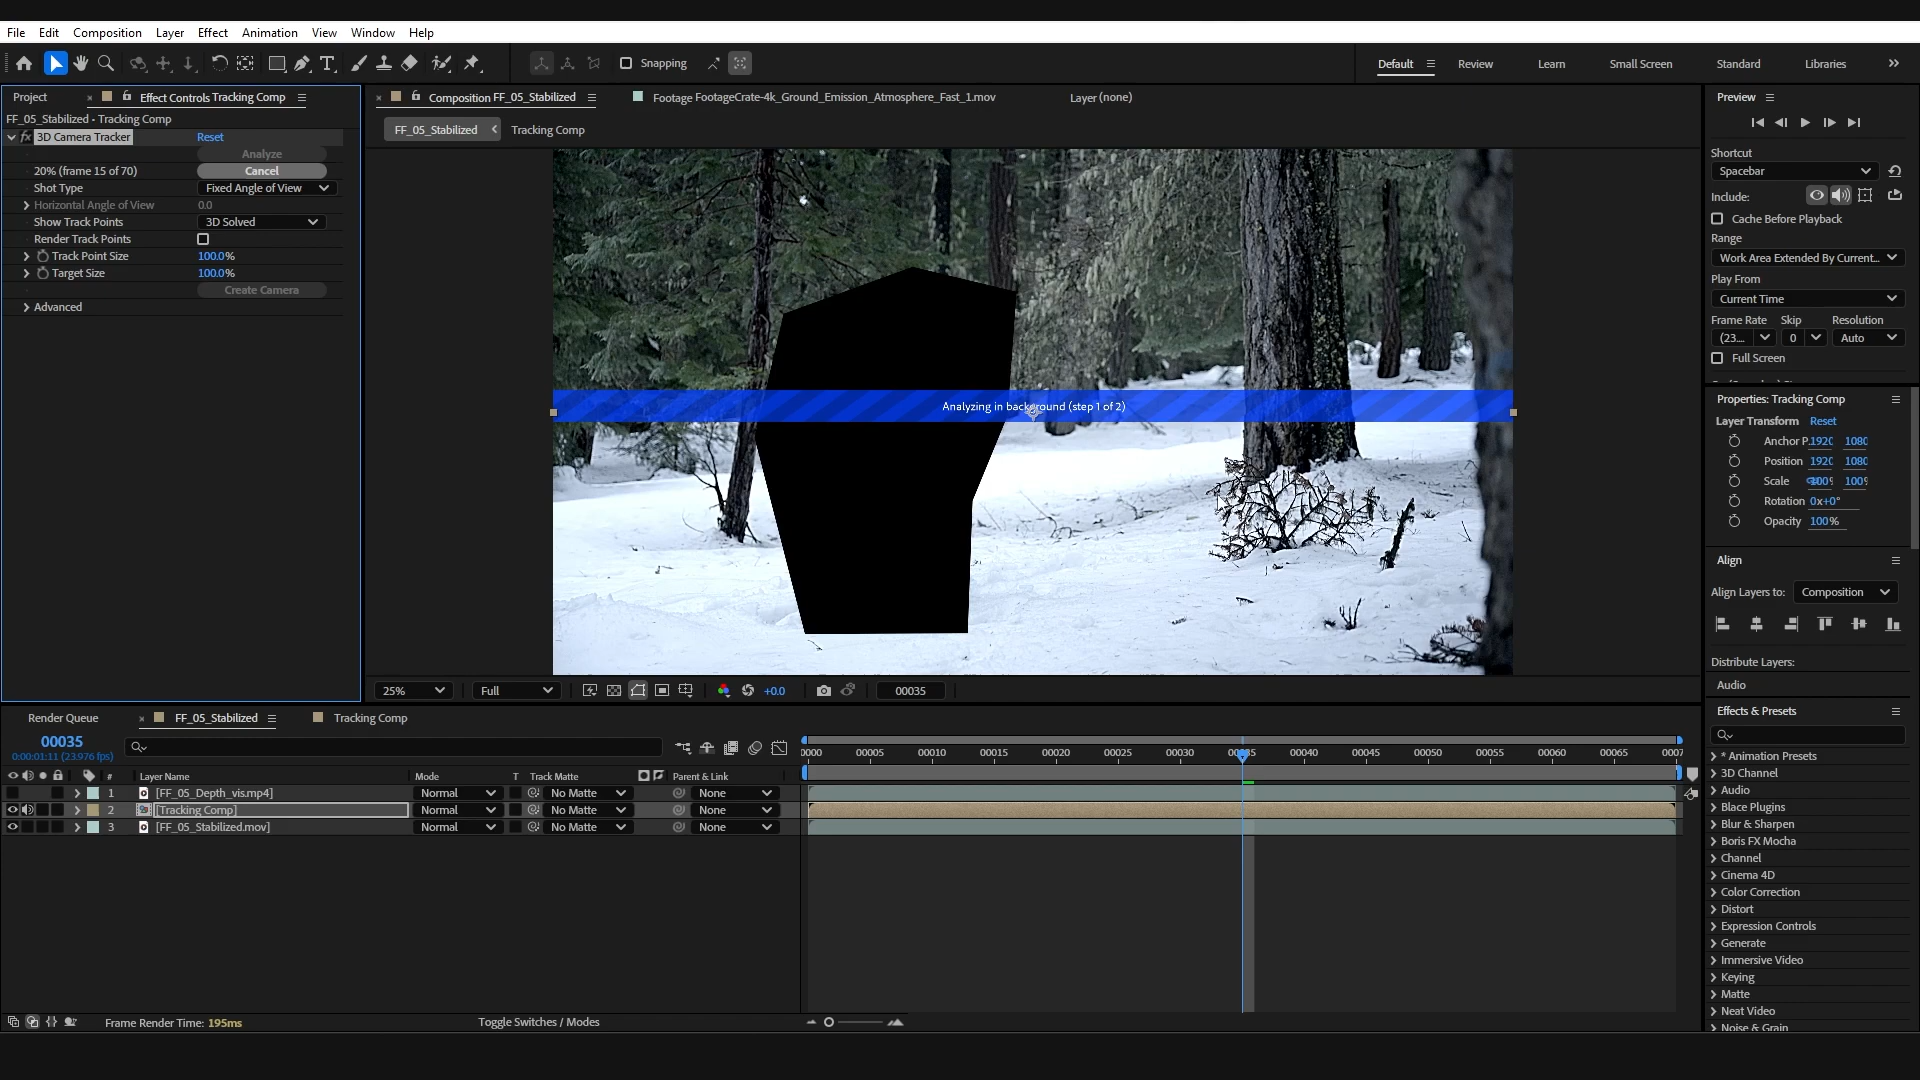 File Edit Composition Layer Effect Animation View Window Help
Snapping
Default Review Learn Small Screen Standard Libraries
Project × Effect Controls Tracking Comp
FF_05_Stabilized • Tracking Comp
fx 3D Camera Tracker Reset
Analyze
20% (frame 15 of 70) Cancel
Shot Type Fixed Angle of View
Horizontal Angle of View 0.0
Show Track Points 3D Solved
Render Track Points
Track Point Size 100.0%
Target Size 100.0%
Create Camera
Advanced
× Composition FF_05_Stabilized Footage FootageCrate-4k_Ground_Emission_Atmosphere_Fast_1.mov Layer (none)
FF_05_Stabilized Tracking Comp
Analyzing in background (step 1 of 2)
25% Full +0.0 00035
Preview
Shortcut
Spacebar
Include:
Cache Before Playback
Range
Work Area Extended By Current...
Play From
Current Time
Frame Rate Skip Resolution
(23.... 0 Auto
Full Screen
Properties: Tracking Comp
Layer Transform Reset
Anchor P. 1920 1080
Position 1920 1080
Scale 100% 100%
Rotation 0x+0°
Opacity 100%
Align
Align Layers to: Composition
Distribute Layers:
Audio
Effects & Presets
* Animation Presets
3D Channel
Audio
Blace Plugins
Blur & Sharpen
Boris FX Mocha
Channel
Cinema 4D
Color Correction
Distort
Expression Controls
Generate
Immersive Video
Keying
Matte
Neat Video
Noise & Grain
Render Queue × FF_05_Stabilized Tracking Comp
00035
0:00:01:11 (23.976 fps)
# Layer Name Mode T Track Matte Parent & Link
1 [FF_05_Depth_vis.mp4] Normal No Matte None
2 [Tracking Comp] Normal No Matte None
3 [FF_05_Stabilized.mov] Normal No Matte None
0000 00005 00010 00015 00020 00025 00030 00035 00040 00045 00050 00055 00060 00065 0007
Frame Render Time: 195ms Toggle Switches / Modes